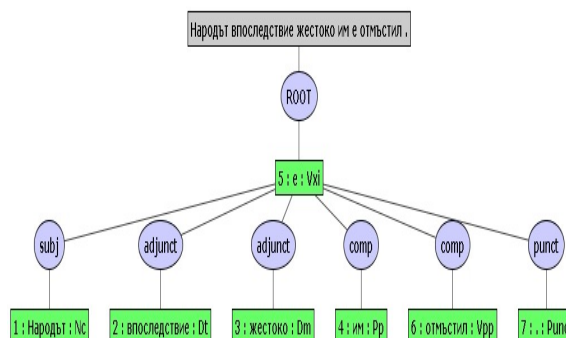 Народът впоследствие жестоко им е отмъстил .
ROOT
5 : е : Vxi
subj adjunct adjunct comp comp punct
1 : Народът : Nc 2 : впоследствие : Dt 3 : жестоко : Dm 4 : им : Pp 6 : отмъстил : Vpp 7 : . : Punc